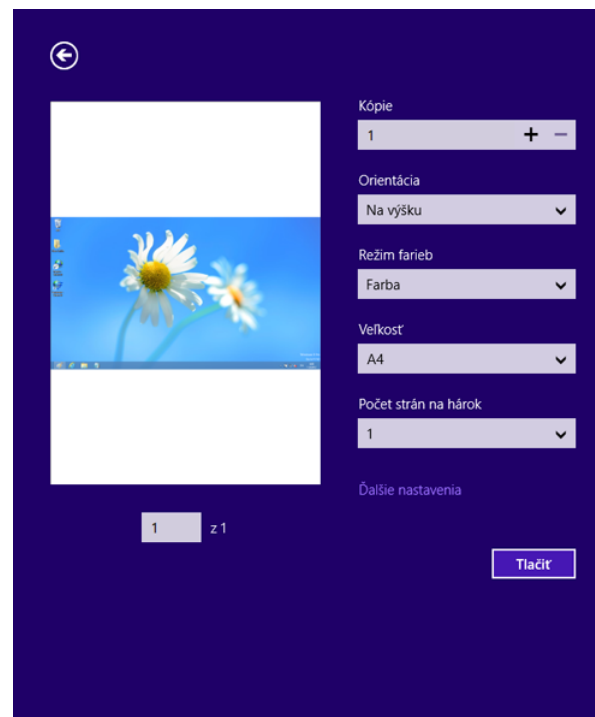 Kópie
1
Orientácia
Na výšku
Režim farieb
Farba
Veľkosť
A4
Počet strán na hárok
1
Ďalšie nastavenia
1 z 1
Tlačiť